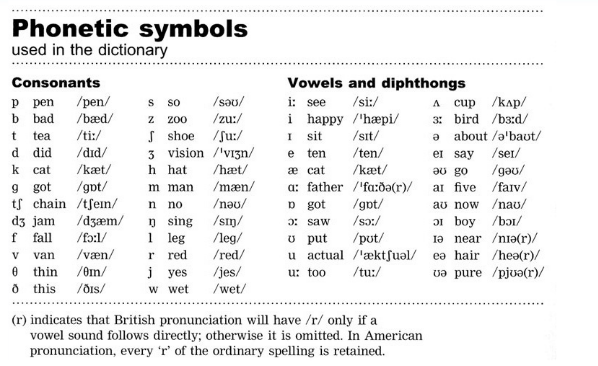 Phonetic symbols
used in the dictionary
Consonants
p pen /pen/
b bad /bæd/
t tea /tiː/
d did /dɪd/
k cat /kæt/
g got /gɒt/
tʃ chain /tʃeɪn/
dʒ jam /dʒæm/
f fall /fɔːl/
v van /væn/
θ thin /θɪn/
ð this /ðɪs/
s so /səʊ/
z zoo /zuː/
ʃ shoe /ʃuː/
ʒ vision /ˈvɪʒn/
h hat /hæt/
m man /mæn/
n no /nəʊ/
ŋ sing /sɪŋ/
l leg /leg/
r red /red/
j yes /jes/
w wet /wet/
Vowels and diphthongs
iː see /siː/
i happy /ˈhæpi/
ɪ sit /sɪt/
e ten /ten/
æ cat /kæt/
ɑː father /ˈfɑːðə(r)/
ɒ got /gɒt/
ɔː saw /sɔː/
ʊ put /pʊt/
u actual /ˈæktʃuəl/
uː too /tuː/
ʌ cup /kʌp/
ɜː bird /bɜːd/
ə about /əˈbaʊt/
eɪ say /seɪ/
əʊ go /gəʊ/
aɪ five /faɪv/
aʊ now /naʊ/
ɔɪ boy /bɔɪ/
ɪə near /nɪə(r)/
eə hair /heə(r)/
ʊə pure /pjʊə(r)/
(r) indicates that British pronunciation will have /r/ only if a
vowel sound follows directly; otherwise it is omitted. In American
pronunciation, every ‘r’ of the ordinary spelling is retained.